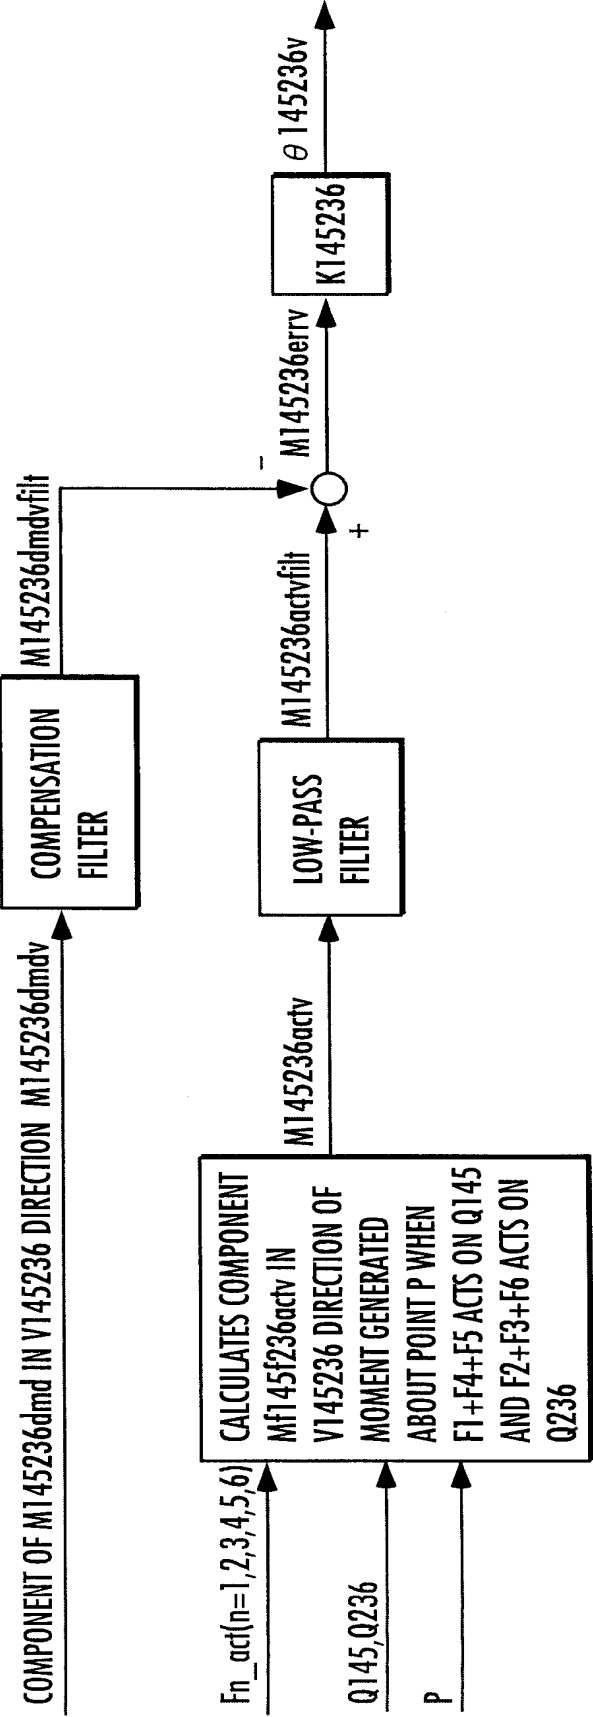 COMPONENT OF M145236dmd IN V145236 DIRECTION M145236dmdv
COMPENSATION
FILTER
M145236dmdvfilt
Fn_act(n=1,2,3,4,5,6)
Q145,Q236
P
CALCULATES COMPONENT
Mf145f236actv IN
V145236 DIRECTION OF
MOMENT GENERATED
ABOUT POINT P WHEN
F1+F4+F5 ACTS ON Q145
AND F2+F3+F6 ACTS ON
Q236
M145236actv
LOW-PASS
FILTER
M145236actvfilt
-
+
M145236errv
K145236
θ145236v